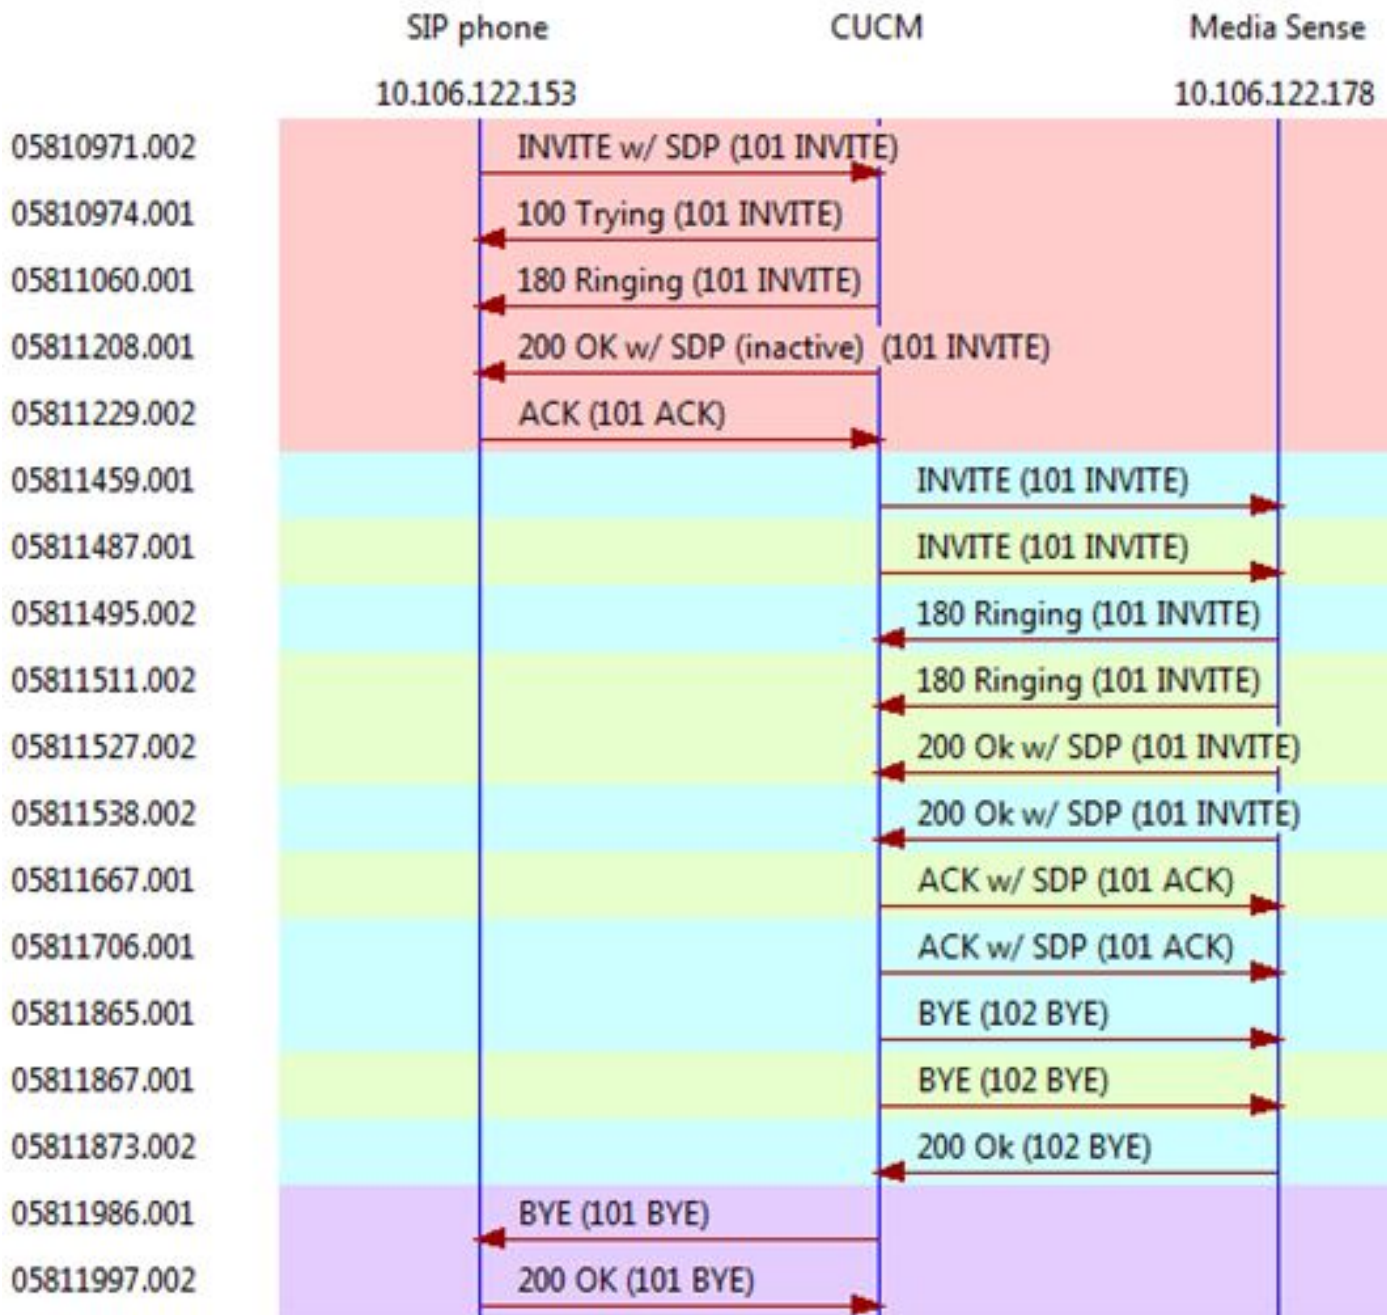 SIP phone CUCM Media Sense
10.106.122.153 10.106.122.178
05810971.002 INVITE w/ SDP (101 INVITE)
05810974.001 100 Trying (101 INVITE)
05811060.001 180 Ringing (101 INVITE)
05811208.001 200 OK w/ SDP (inactive) (101 INVITE)
05811229.002 ACK (101 ACK)
05811459.001 INVITE (101 INVITE)
05811487.001 INVITE (101 INVITE)
05811495.002 180 Ringing (101 INVITE)
05811511.002 180 Ringing (101 INVITE)
05811527.002 200 Ok w/ SDP (101 INVITE)
05811538.002 200 Ok w/ SDP (101 INVITE)
05811667.001 ACK w/ SDP (101 ACK)
05811706.001 ACK w/ SDP (101 ACK)
05811865.001 BYE (102 BYE)
05811867.001 BYE (102 BYE)
05811873.002 200 Ok (102 BYE)
05811986.001 BYE (101 BYE)
05811997.002 200 OK (101 BYE)